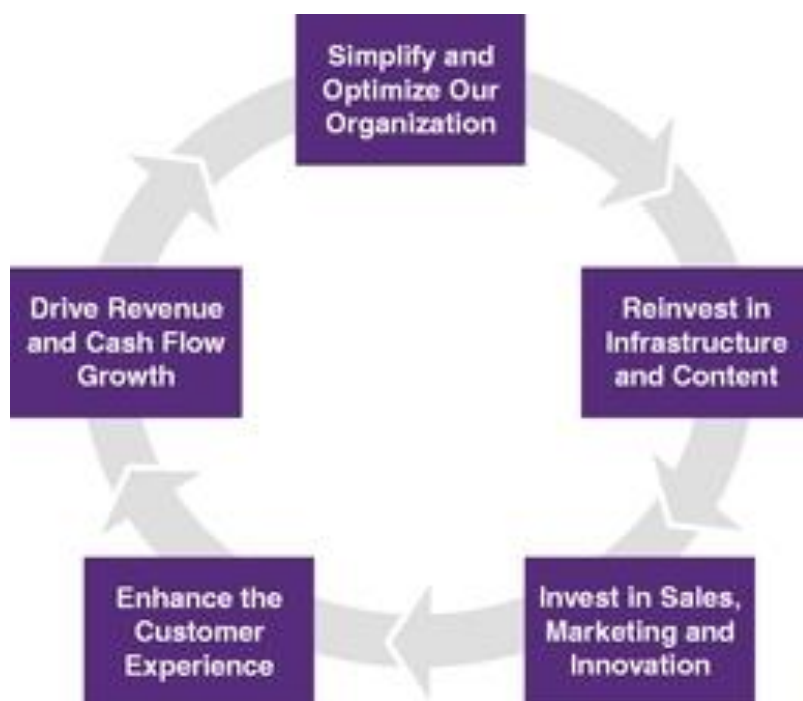 Simplify and
Optimize Our
Organization
Reinvest in
Infrastructure
and Content
Invest in Sales,
Marketing and
Innovation
Enhance the
Customer
Experience
Drive Revenue
and Cash Flow
Growth